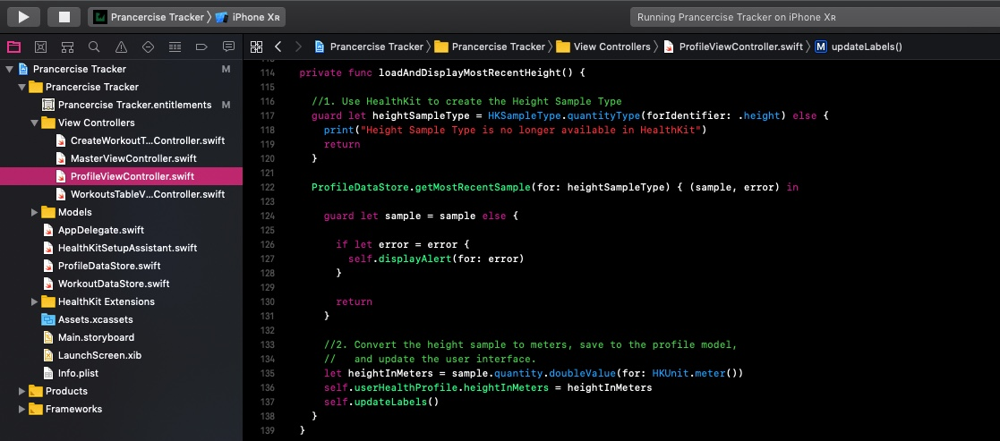 Prancercise Tracker iPhone XR
Running Prancercise Tracker on iPhone XR
Prancercise Tracker Prancercise Tracker View Controllers ProfileViewController.swift M updateLabels()
Prancercise Tracker M
Prancercise Tracker
Prancercise Tracker.entitlements M
View Controllers
CreateWorkoutT...Controller.swift
MasterViewController.swift
ProfileViewController.swift
WorkoutsTableV...Controller.swift
Models
AppDelegate.swift
HealthKitSetupAssistant.swift
ProfileDataStore.swift
WorkoutDataStore.swift
HealthKit Extensions
Assets.xcassets
Main.storyboard
LaunchScreen.xib
Info.plist
Products
Frameworks
114 private func loadAndDisplayMostRecentHeight() {
115
116 //1. Use HealthKit to create the Height Sample Type
117 guard let heightSampleType = HKSampleType.quantityType(forIdentifier: .height) else {
118 print("Height Sample Type is no longer available in HealthKit")
119 return
120 }
121
122 ProfileDataStore.getMostRecentSample(for: heightSampleType) { (sample, error) in
123
124 guard let sample = sample else {
125
126 if let error = error {
127 self.displayAlert(for: error)
128 }
129
130 return
131 }
132
133 //2. Convert the height sample to meters, save to the profile model,
134 // and update the user interface.
135 let heightInMeters = sample.quantity.doubleValue(for: HKUnit.meter())
136 self.userHealthProfile.heightInMeters = heightInMeters
137 self.updateLabels()
138 }
139 }